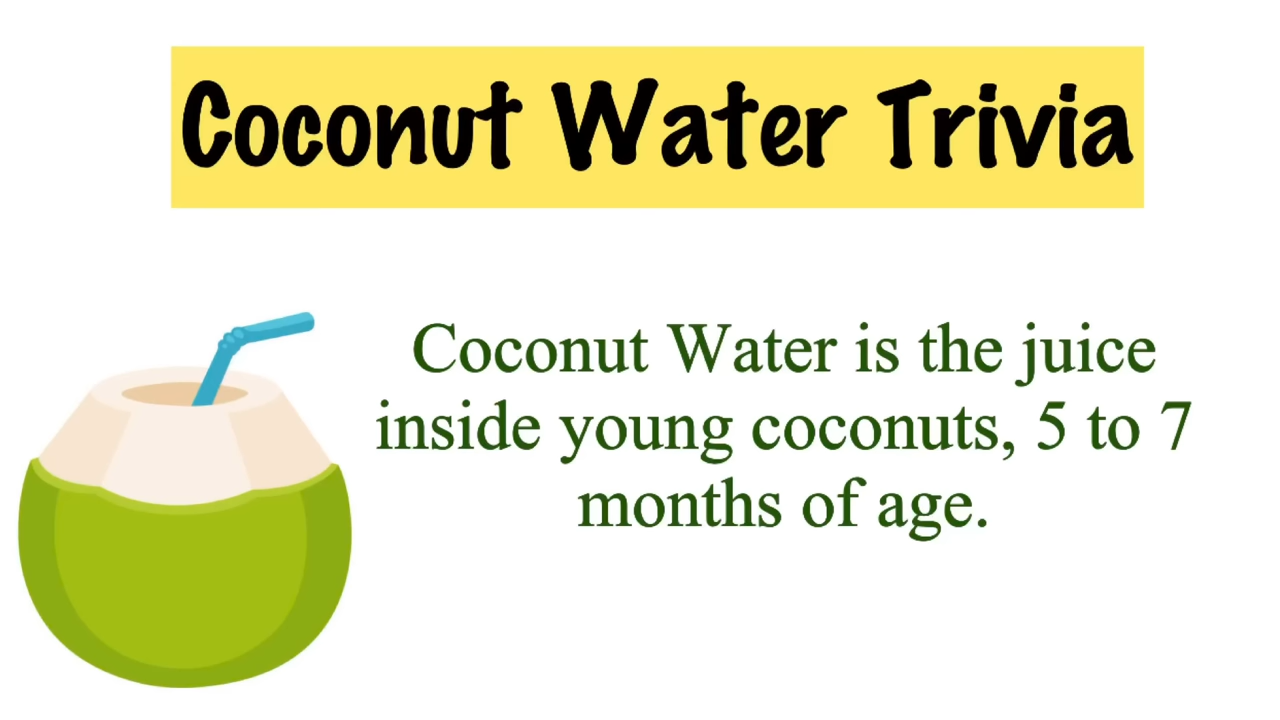 Coconut Water Trivia
Coconut Water is the juice
inside young coconuts, 5 to 7
months of age.